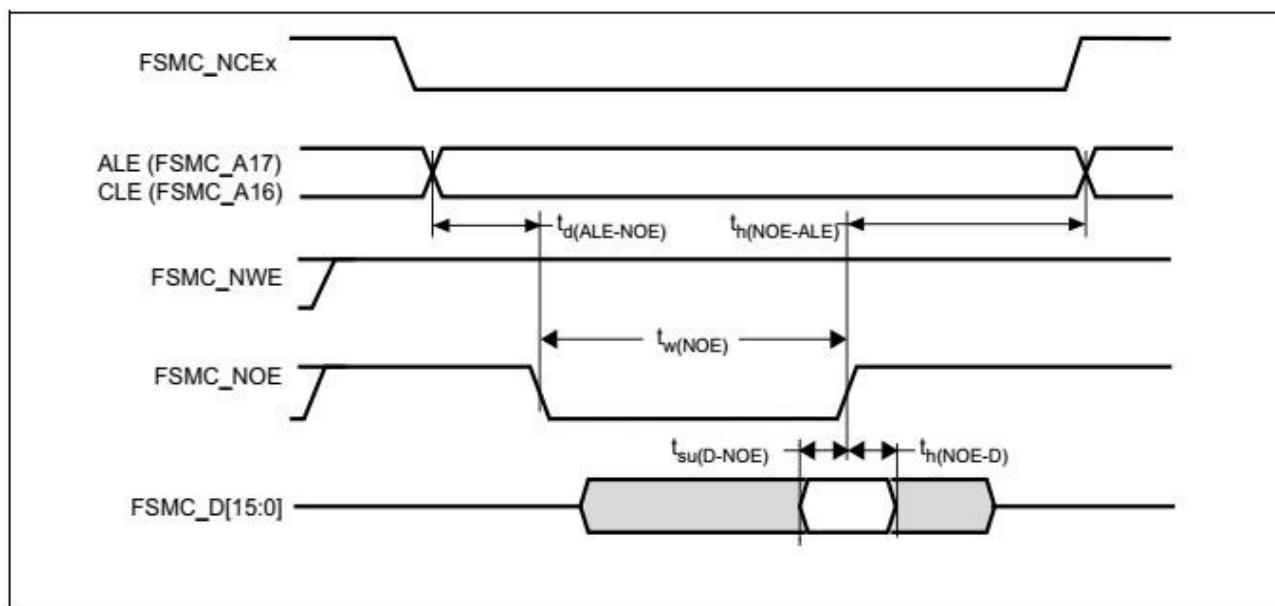 FSMC_NCEx
ALE (FSMC_A17)
CLE (FSMC_A16)
td(ALE-NOE) th(NOE-ALE)
FSMC_NWE
tw(NOE)
FSMC_NOE
tsu(D-NOE) th(NOE-D)
FSMC_D[15:0]